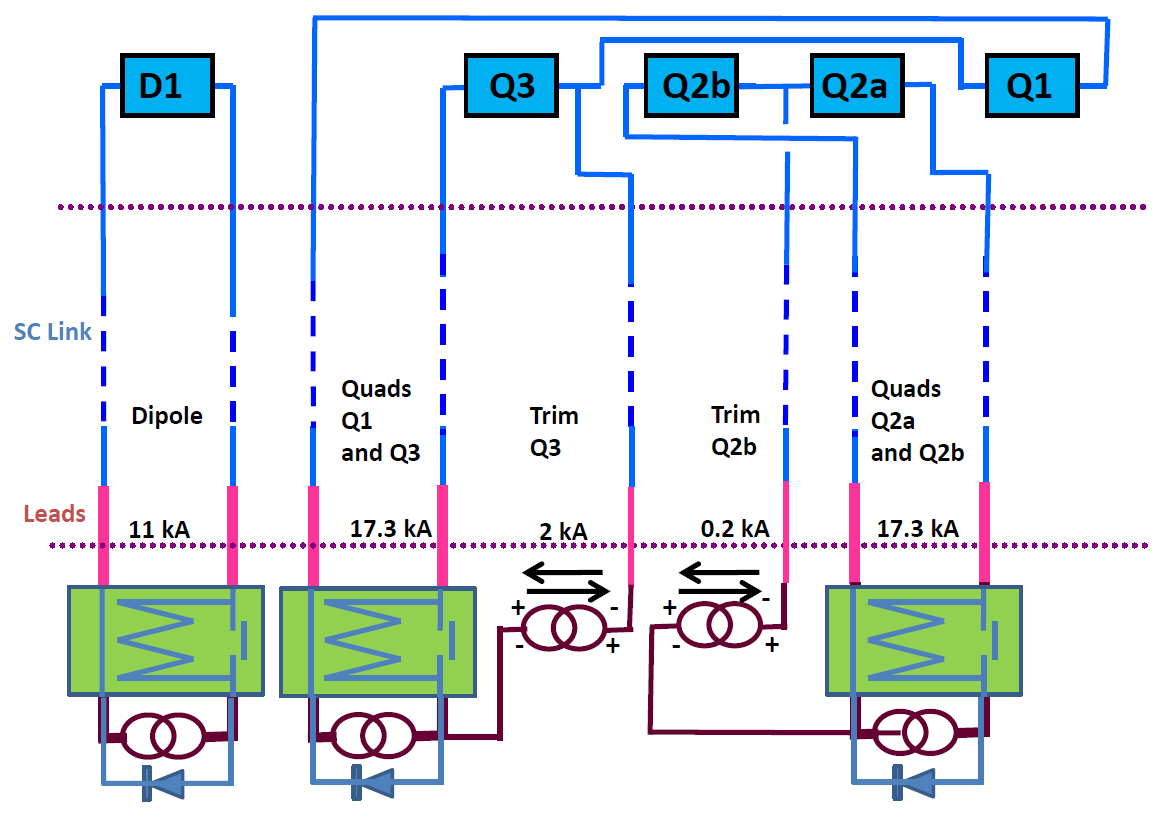 D1
Q3
Q2b
Q2a
Q1
SC Link
Dipole
Quads
Q1
and Q3
Trim
Q3
Trim
Q2b
Quads
Q2a
and Q2b
Leads
11 kA
17.3 kA
2 kA
0.2 kA
17.3 kA
+ -
- +
+ -
- +